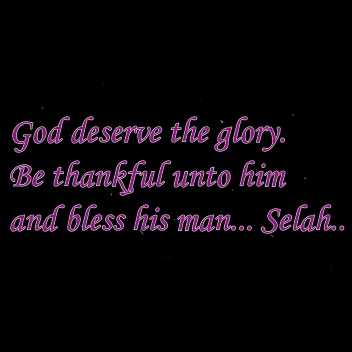 God deserve the glory.
Be thankful unto him
and bless his man... Selah..